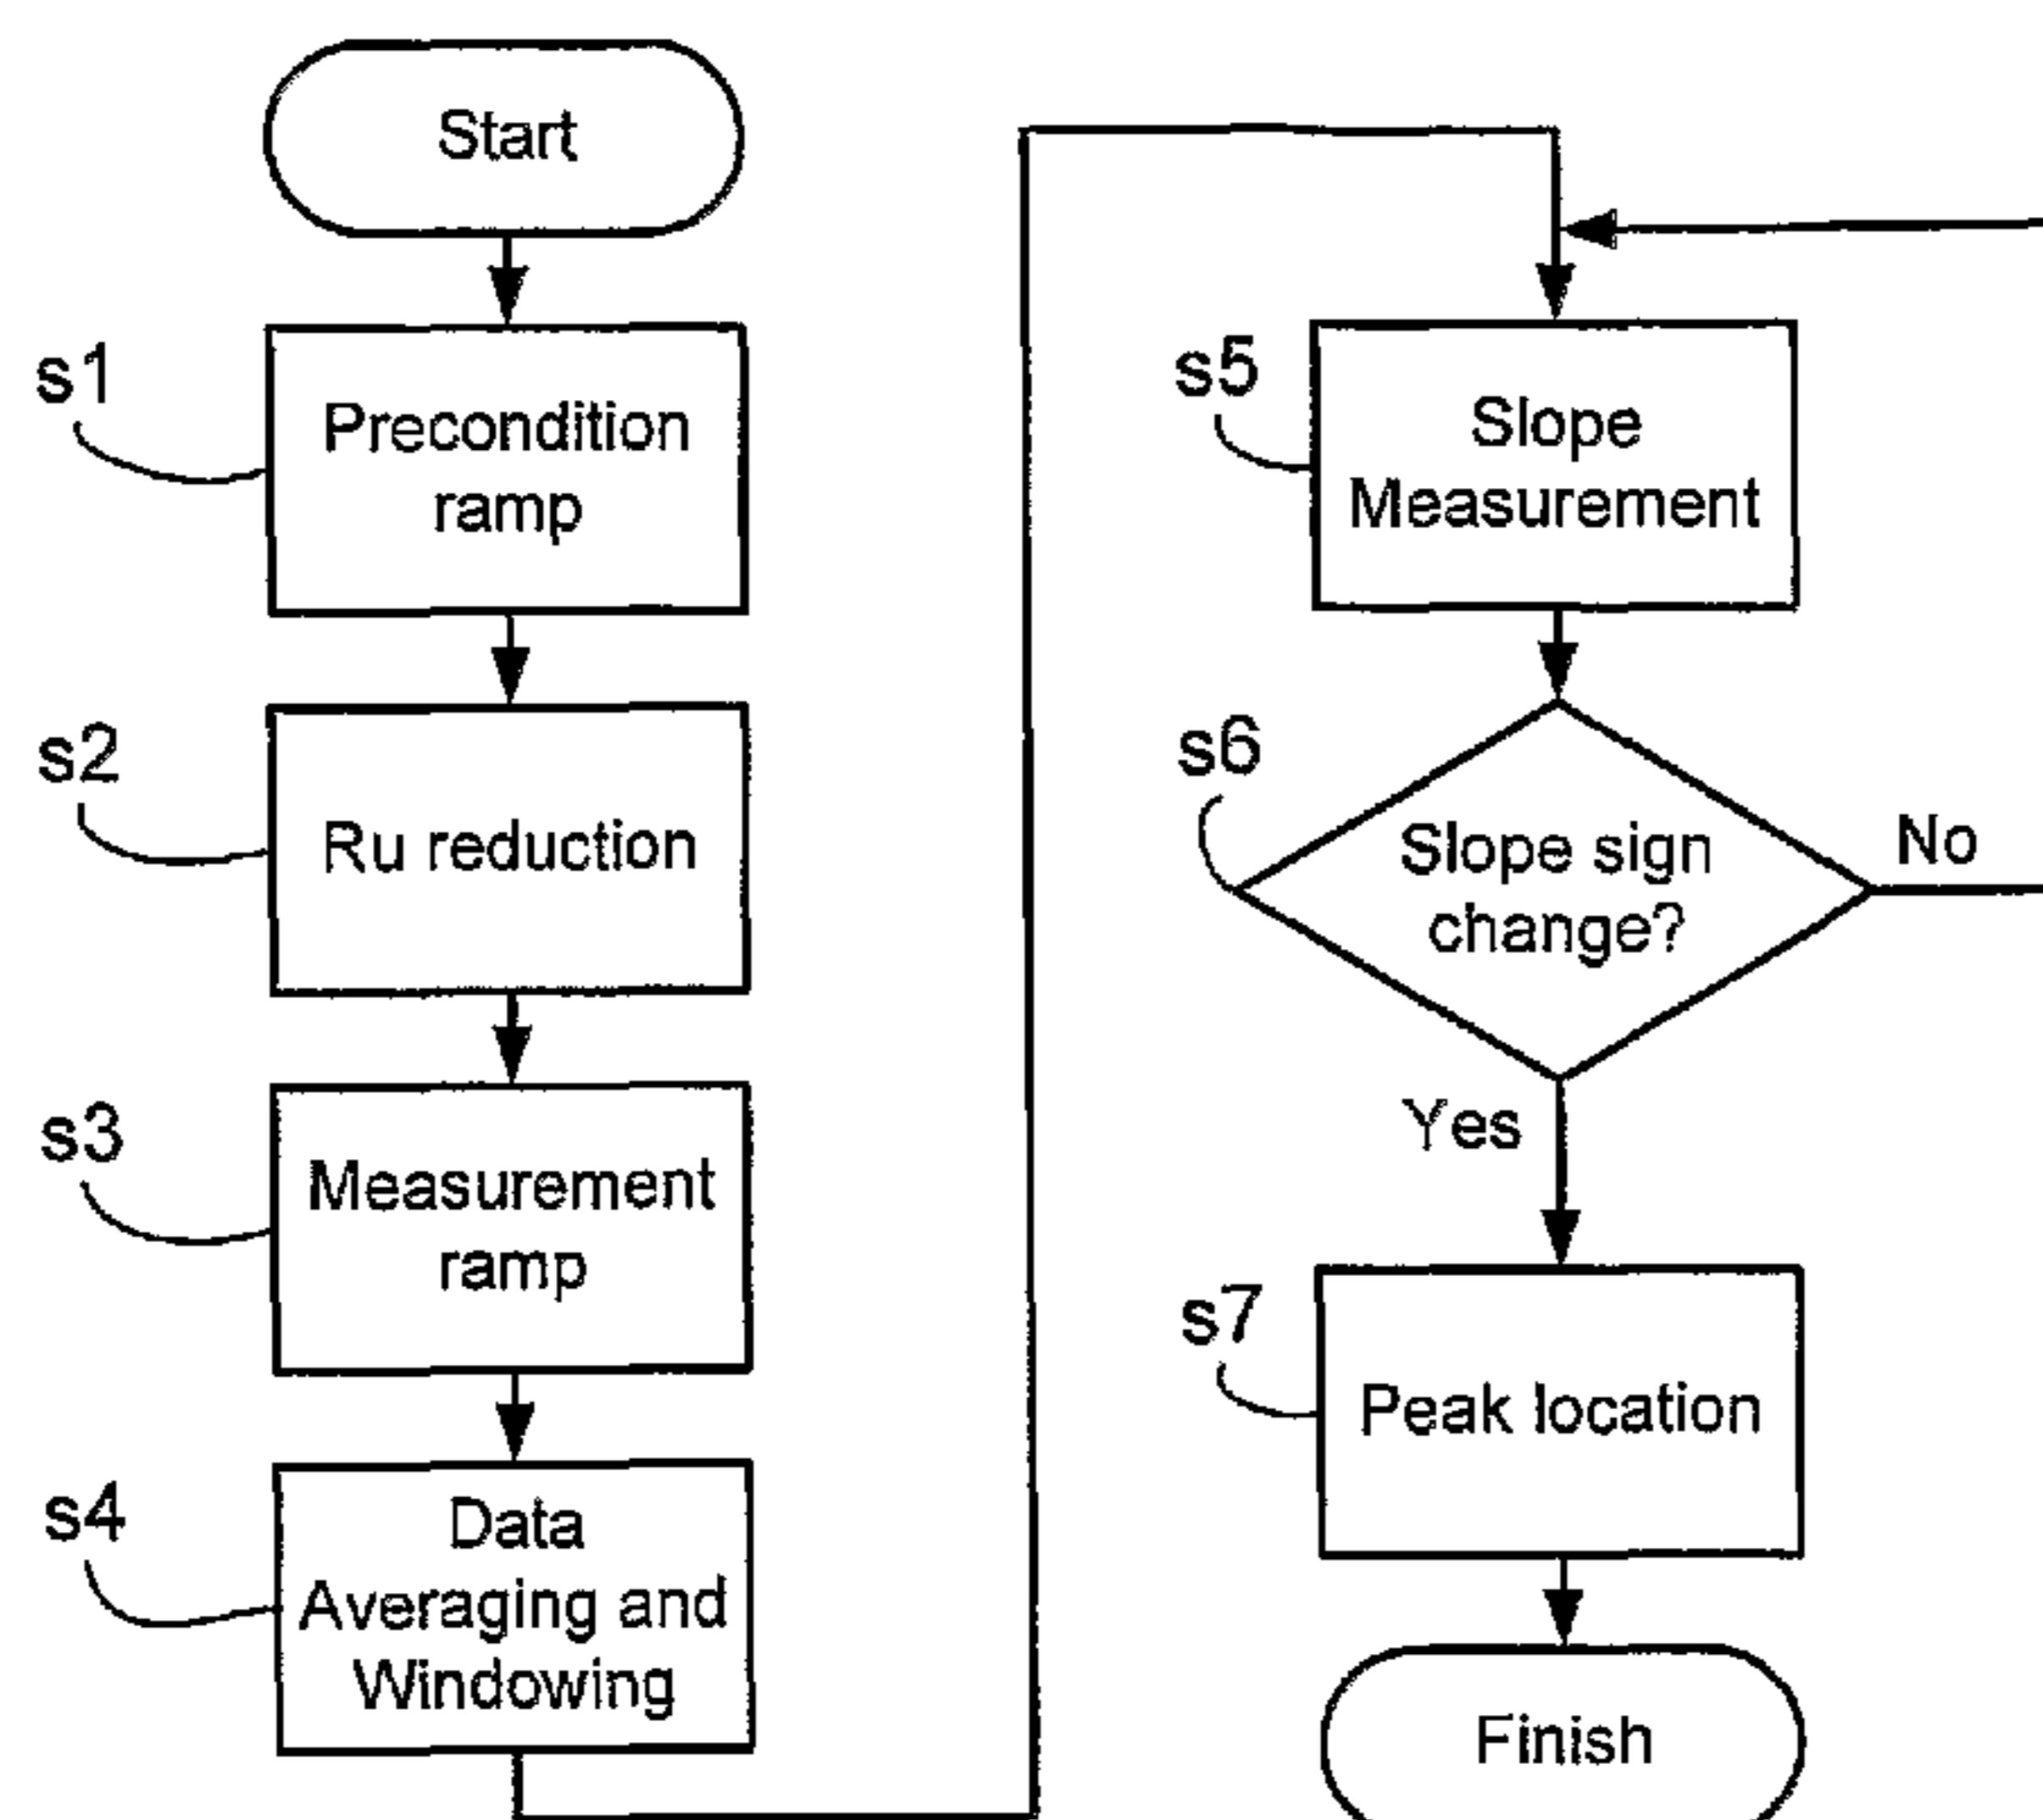 Start
s1
Precondition
ramp
s2
Ru reduction
s3
Measurement
ramp
s4
Data
Averaging and
Windowing
s5
Slope
Measurement
s6
Slope sign
change?
No
Yes
s7
Peak location
Finish